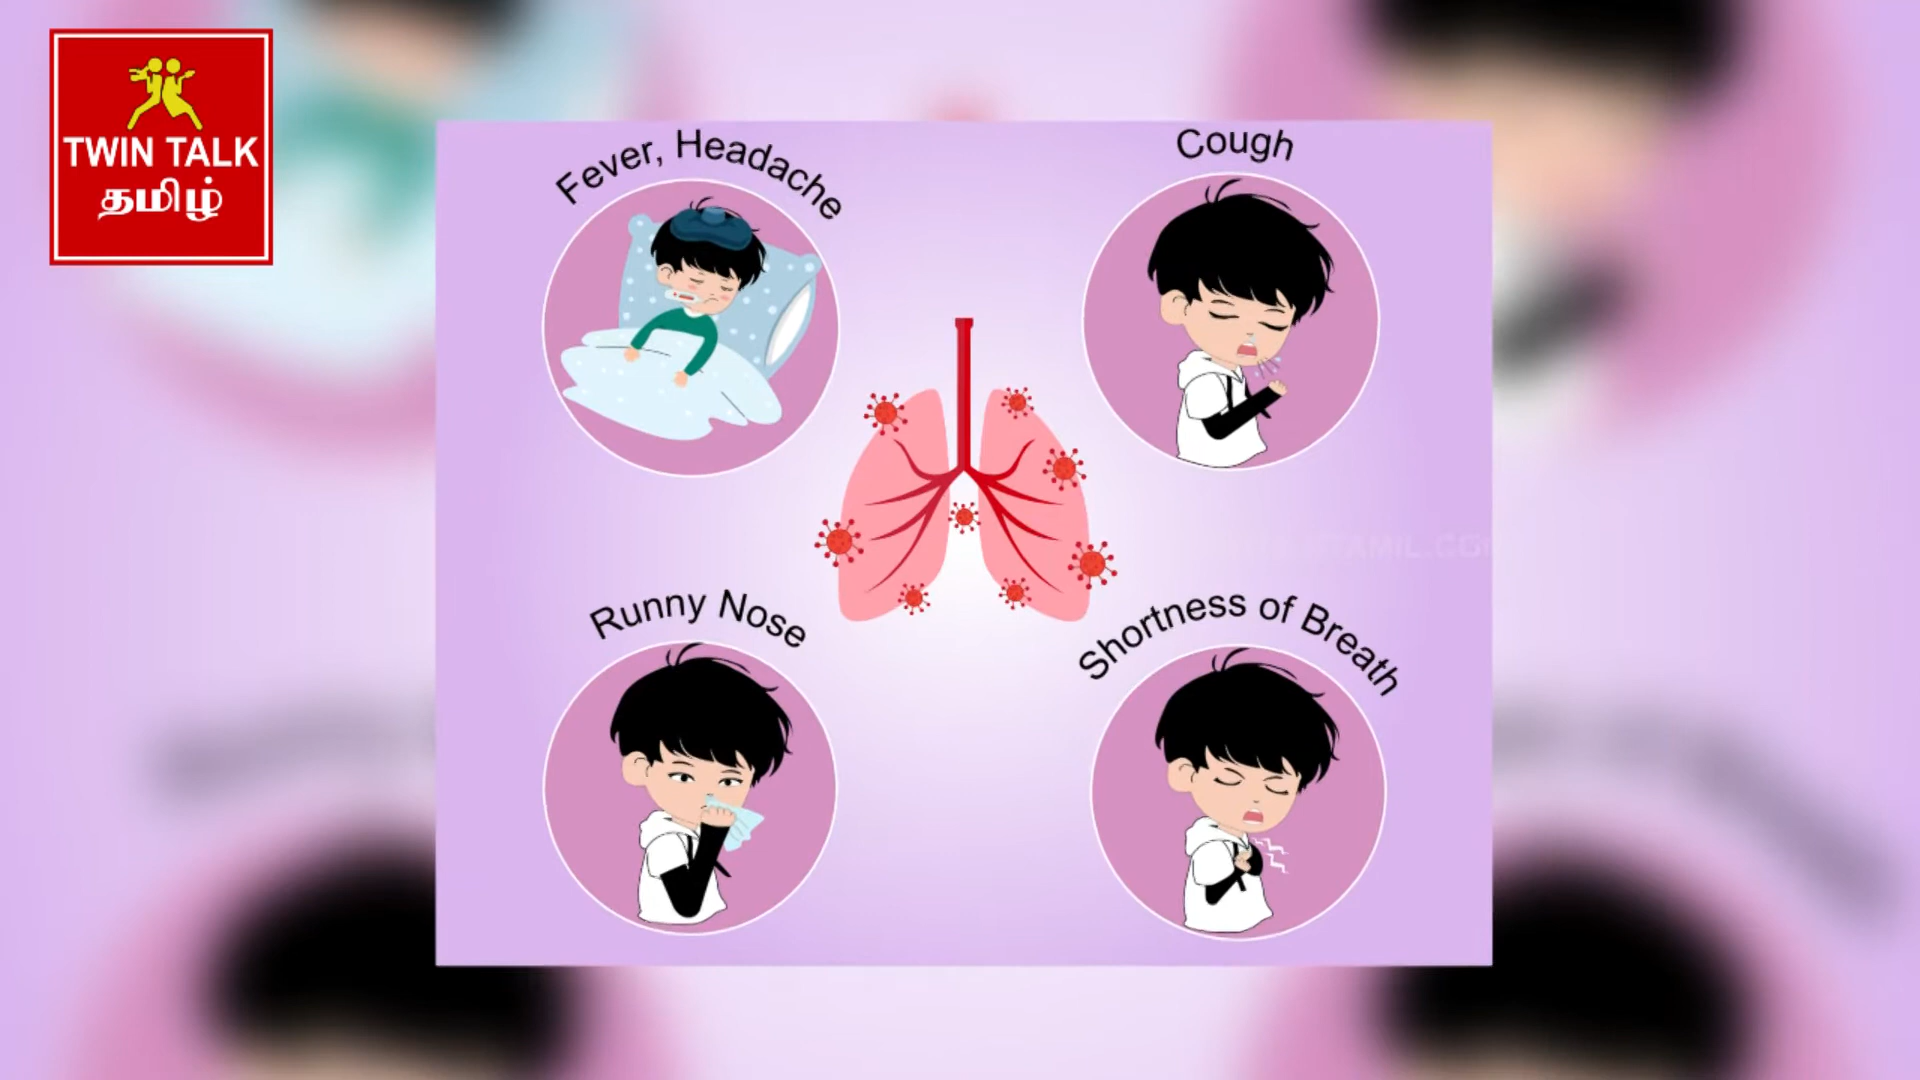 TWIN TALK
தமிழ்
Fever, Headache
Cough
Runny Nose
Shortness of Breath